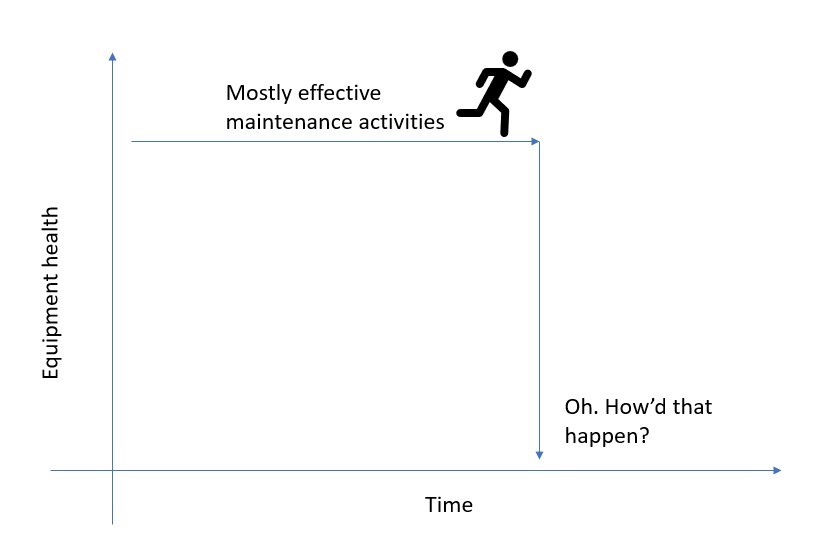 Mostly effective
maintenance activities
Equipment health
Oh. How’d that
happen?
Time